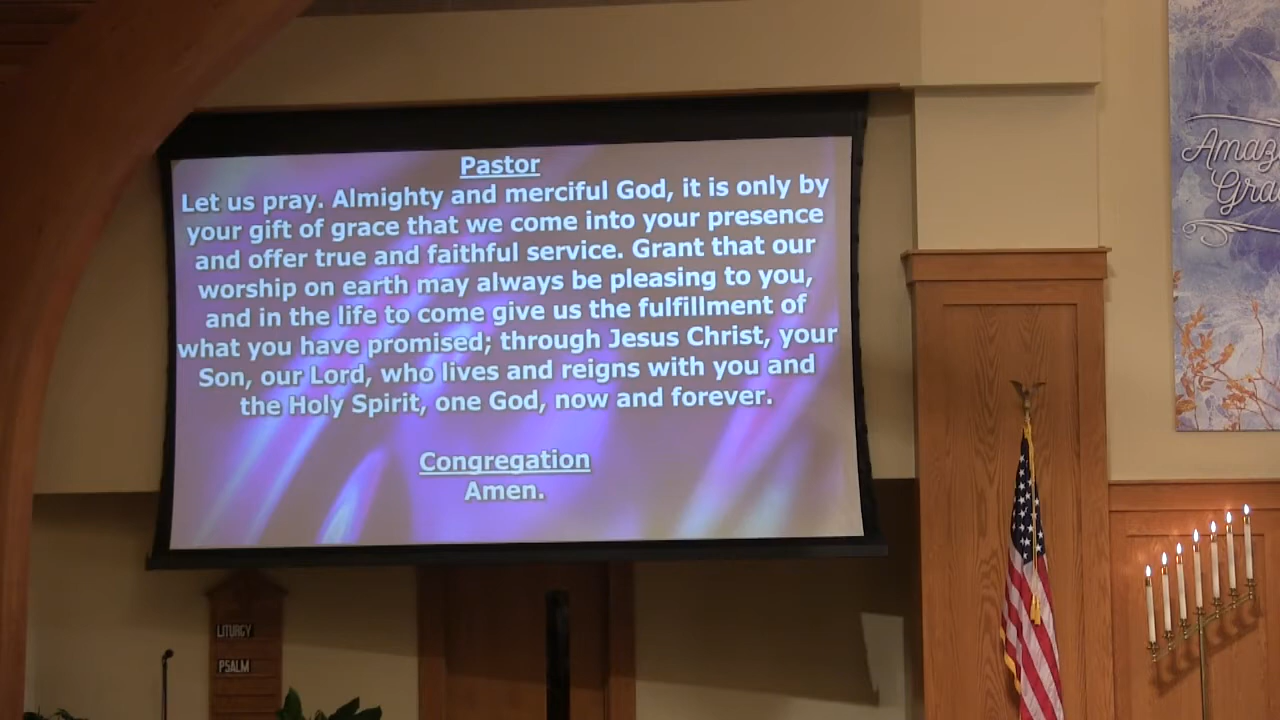 Pastor
Let us pray. Almighty and merciful God, it is only by
your gift of grace that we come into your presence
and offer true and faithful service. Grant that our
worship on earth may always be pleasing to you,
and in the life to come give us the fulfillment of
what you have promised; through Jesus Christ, your
Son, our Lord, who lives and reigns with you and
the Holy Spirit, one God, now and forever.
Congregation
Amen.
Amaz
Gra
LITURGY
PSALM